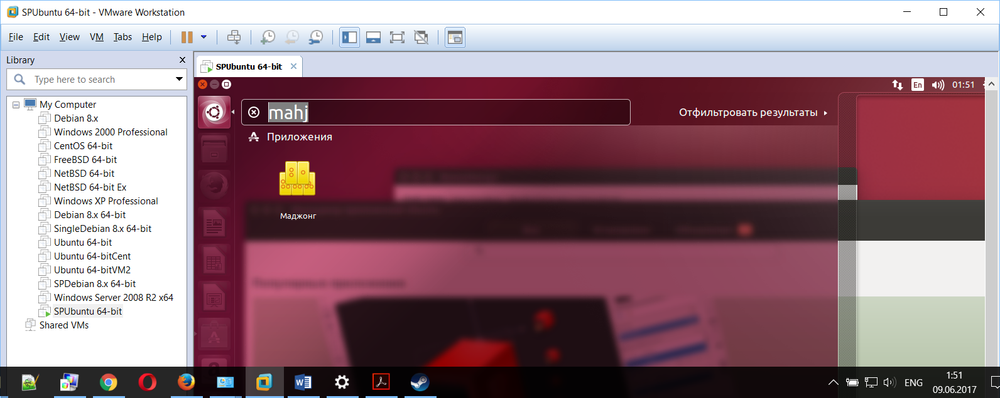 SPUbuntu 64-bit - VMware Workstation
File Edit View VM Tabs Help
Library
Type here to search
My Computer
Debian 8.x
Windows 2000 Professional
CentOS 64-bit
FreeBSD 64-bit
NetBSD 64-bit
NetBSD 64-bit Ex
Windows XP Professional
Debian 8.x 64-bit
SingleDebian 8.x 64-bit
Ubuntu 64-bit
Ubuntu 64-bitCent
Ubuntu 64-bitVM2
SPDebian 8.x 64-bit
Windows Server 2008 R2 x64
SPUbuntu 64-bit
Shared VMs
SPUbuntu 64-bit
En 01:51
mahj
Отфильтровать результаты
Приложения
Маджонг
ENG
1:51
09.06.2017